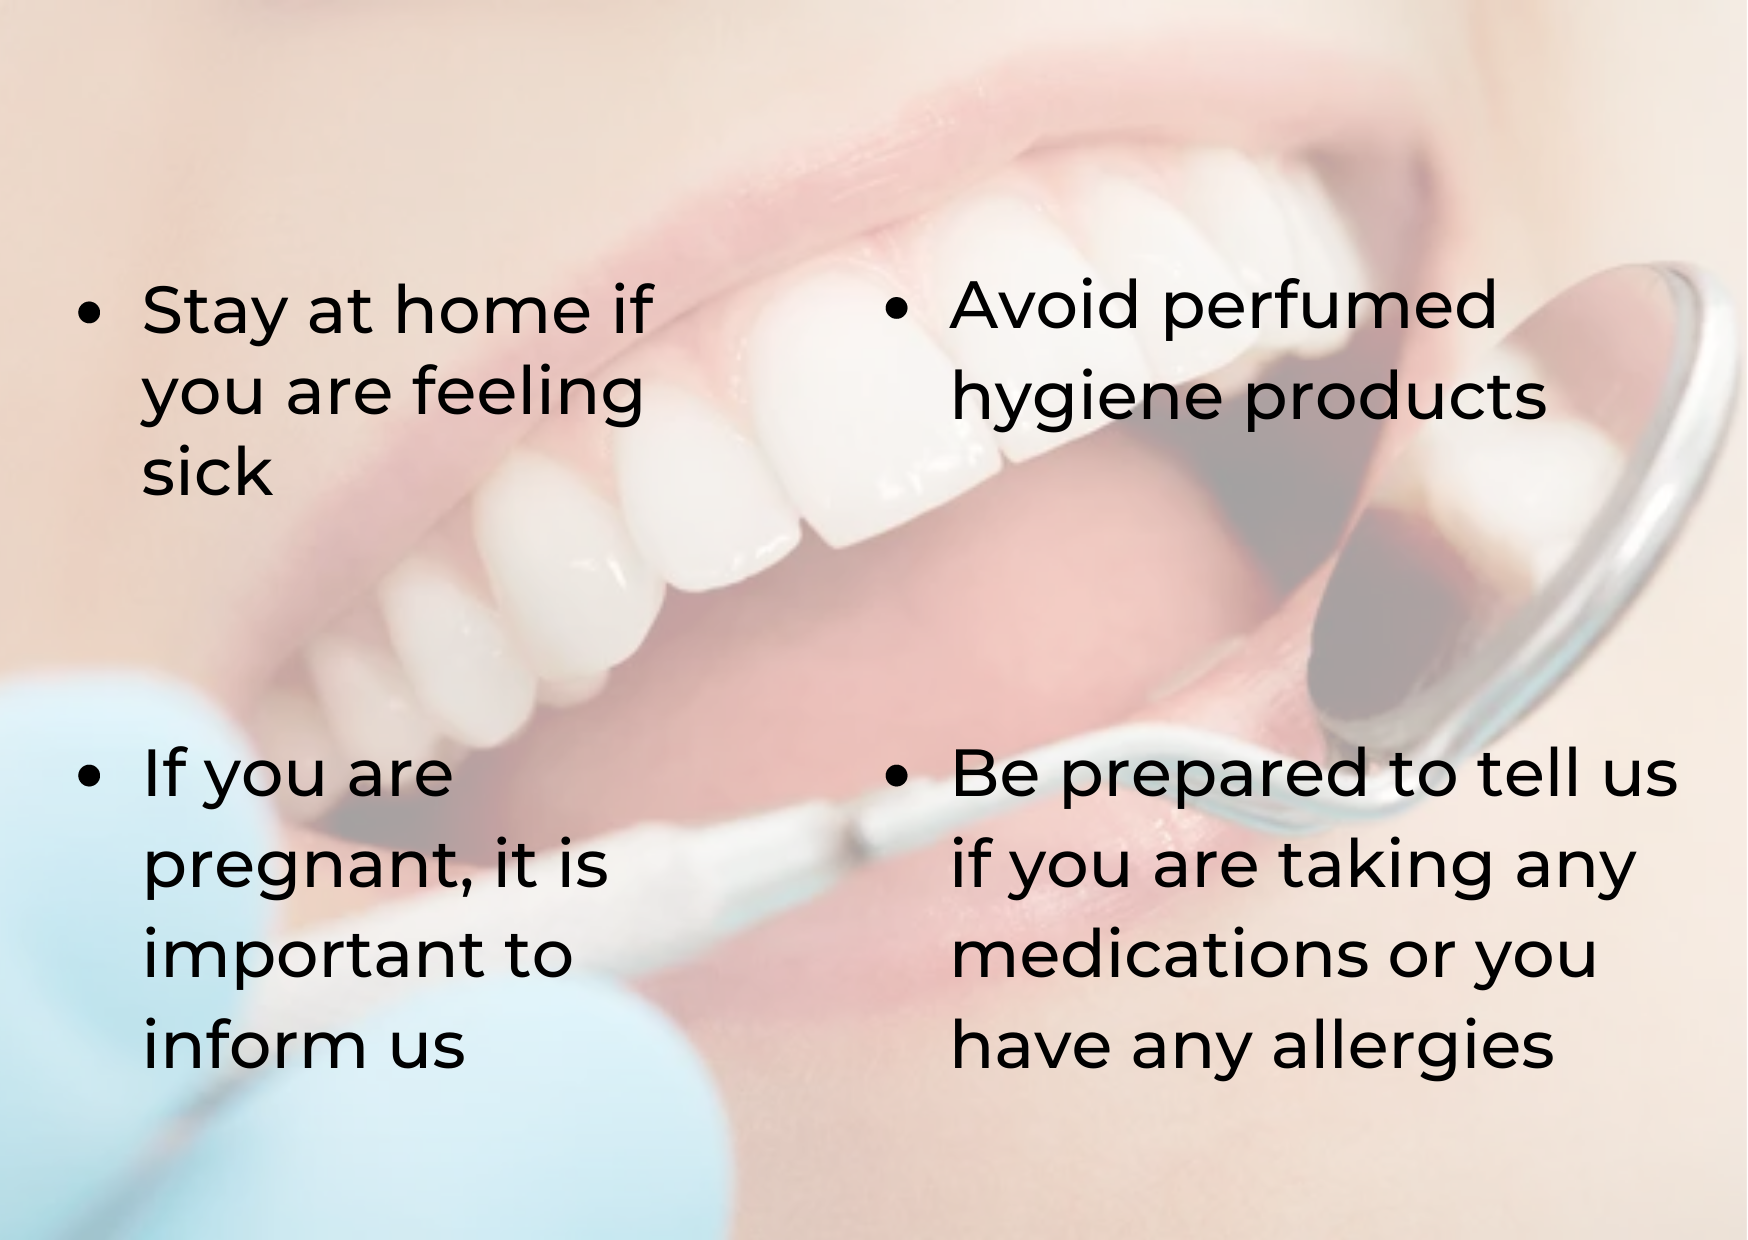 • Stay at home if
you are feeling
sick
• Avoid perfumed
hygiene products
• If you are
pregnant, it is
important to
inform us
• Be prepared to tell us
if you are taking any
medications or you
have any allergies